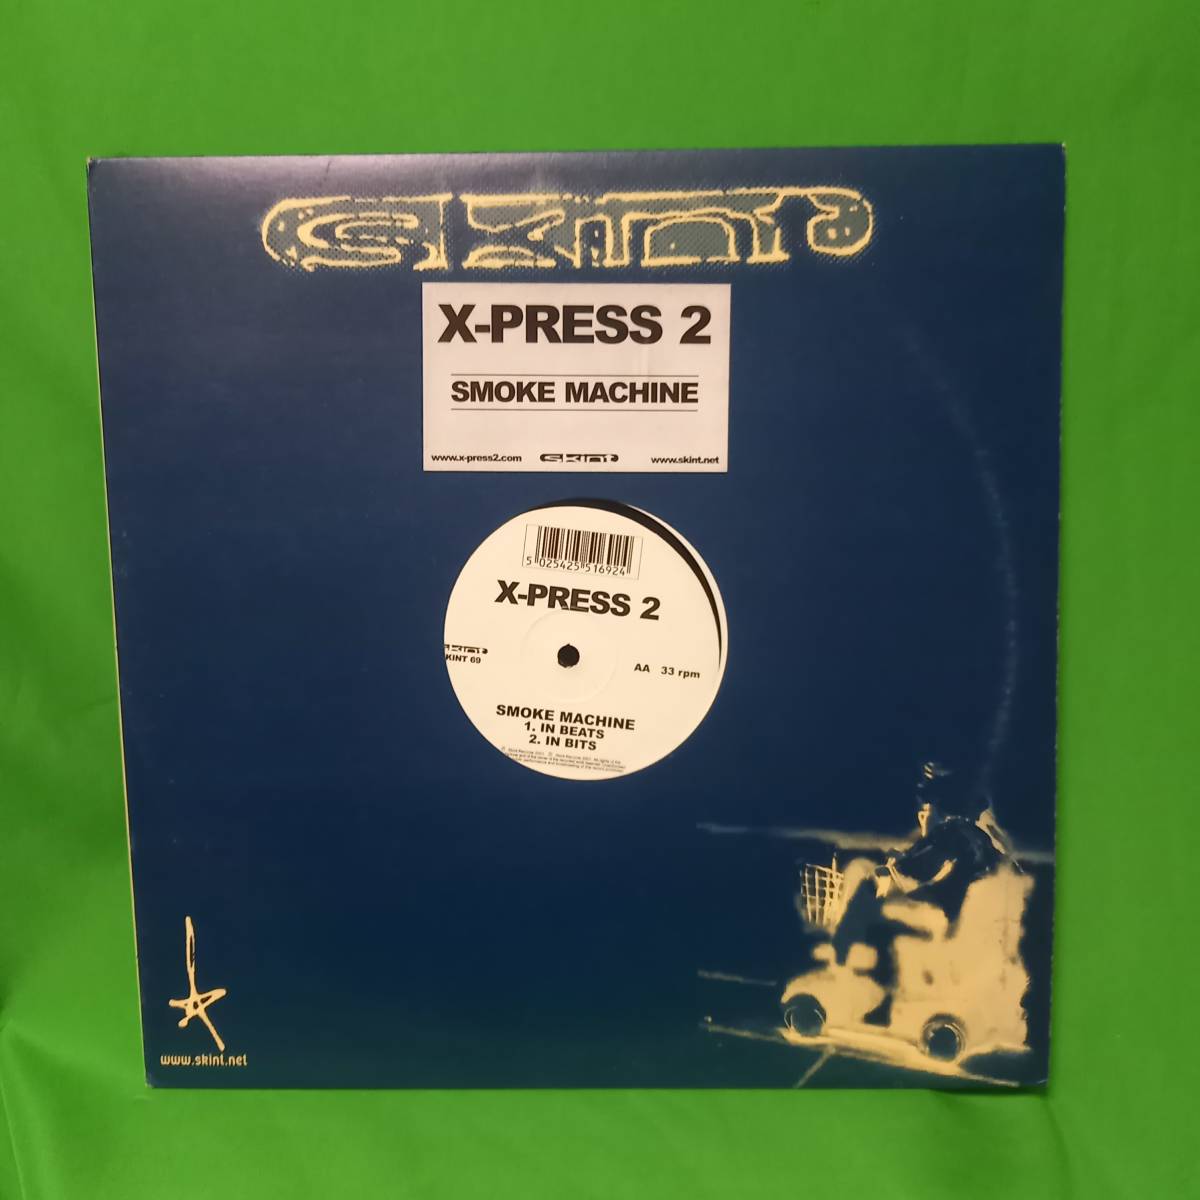 skint
X-PRESS 2
SMOKE MACHINE
www.x-press2.com skint www.skint.net
5 025425 516924
X-PRESS 2
skint
KINT 69
AA 33 rpm
SMOKE MACHINE
1. IN BEATS
2. IN BITS
www.skint.net